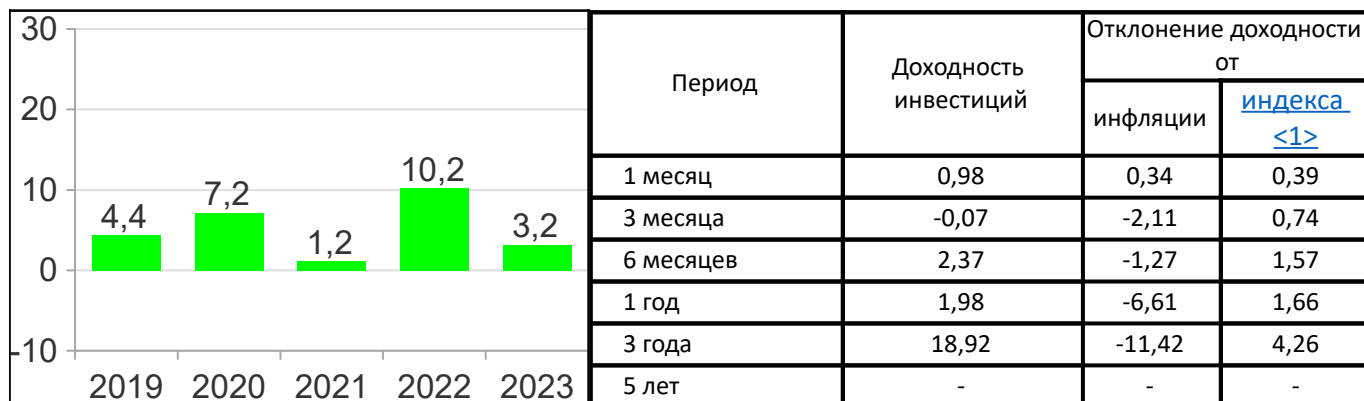 30
20
10
0
-10
4,4
7,2
1,2
10,2
3,2
2019 2020 2021 2022 2023
Период
Доходность
инвестиций
Отклонение доходности
от
инфляции
индекса
<1>
1 месяц 0,98 0,34 0,39
3 месяца -0,07 -2,11 0,74
6 месяцев 2,37 -1,27 1,57
1 год 1,98 -6,61 1,66
3 года 18,92 -11,42 4,26
5 лет - - -